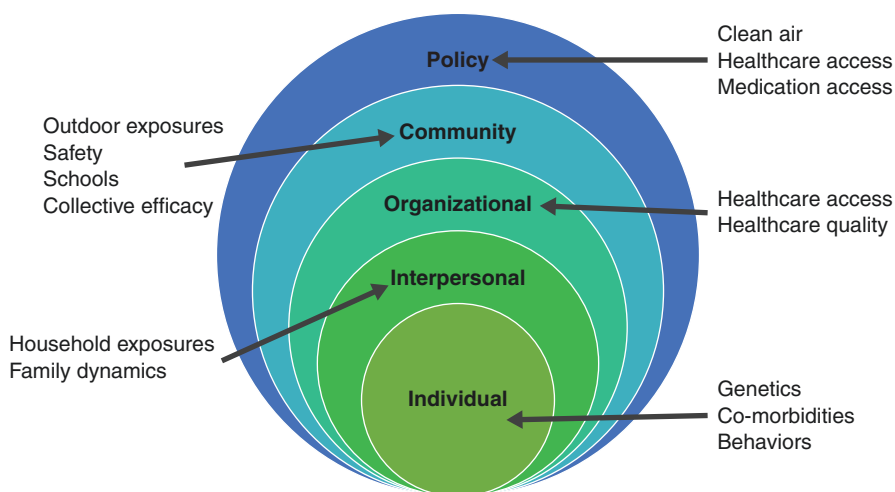 Policy
Clean air
Healthcare access
Medication access
Community
Outdoor exposures
Safety
Schools
Collective efficacy
Organizational
Healthcare access
Healthcare quality
Interpersonal
Household exposures
Family dynamics
Individual
Genetics
Co-morbidities
Behaviors